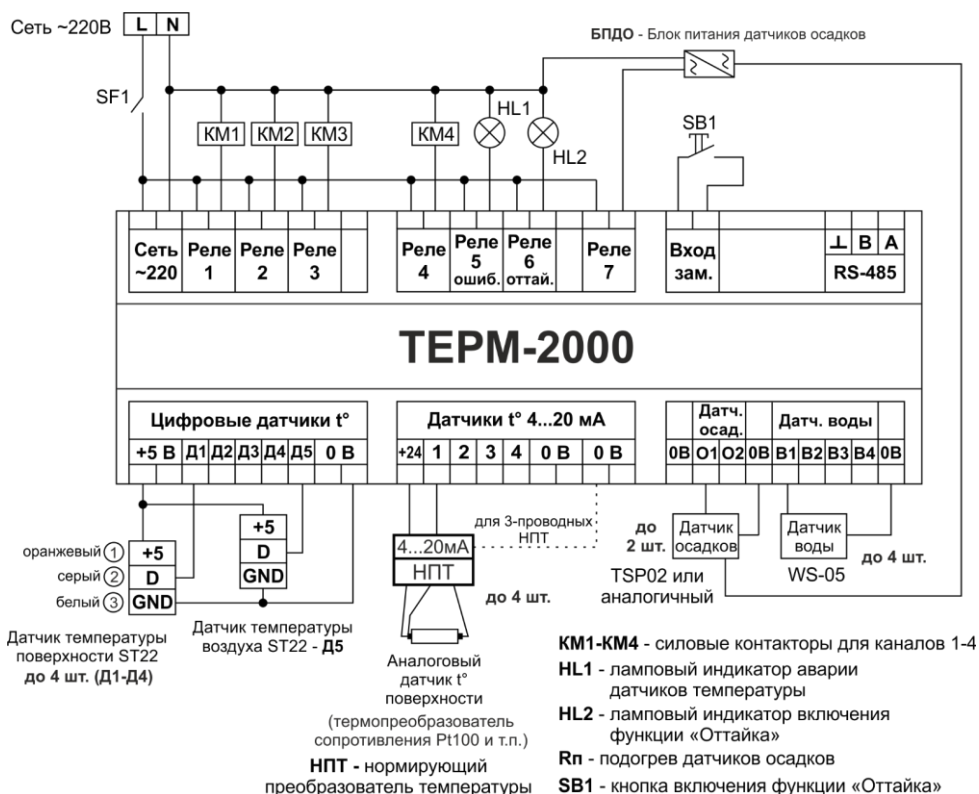 Сеть ~220В
L N
БПДО - Блок питания датчиков осадков
SF1
КМ1 КМ2 КМ3 КМ4
HL1
HL2
SB1
Сеть ~220
Реле 1
Реле 2
Реле 3
Реле 4
Реле 5 ошиб.
Реле 6 оттай.
Реле 7
Вход зам.
⊥ B A
RS-485
ТЕРМ-2000
Цифровые датчики t°
+5 В Д1 Д2 Д3 Д4 Д5 0 В
Датчики t° 4...20 мА
+24 1 2 3 4 0 В 0 В
Датч. осад.
Датч. воды
0В О1 О2 0В В1 В2 В3 В4 0В
оранжевый 1 +5
серый 2 D
белый 3 GND
+5
D
GND
Датчик температуры
поверхности ST22
до 4 шт. (Д1-Д4)
Датчик температуры
воздуха ST22 - Д5
4...20мА
НПТ
для 3-проводных
НПТ
до 4 шт.
Аналоговый
датчик t°
поверхности
(термопреобразователь
сопротивления Pt100 и т.п.)
НПТ - нормирующий
преобразователь температуры
до
2 шт.
Датчик
осадков
TSP02 или
аналогичный
Датчик
воды
WS-05
до 4 шт.
КМ1-КМ4 - силовые контакторы для каналов 1-4
HL1 - ламповый индикатор аварии
датчиков температуры
HL2 - ламповый индикатор включения
функции «Оттайка»
Rп - подогрев датчиков осадков
SB1 - кнопка включения функции «Оттайка»